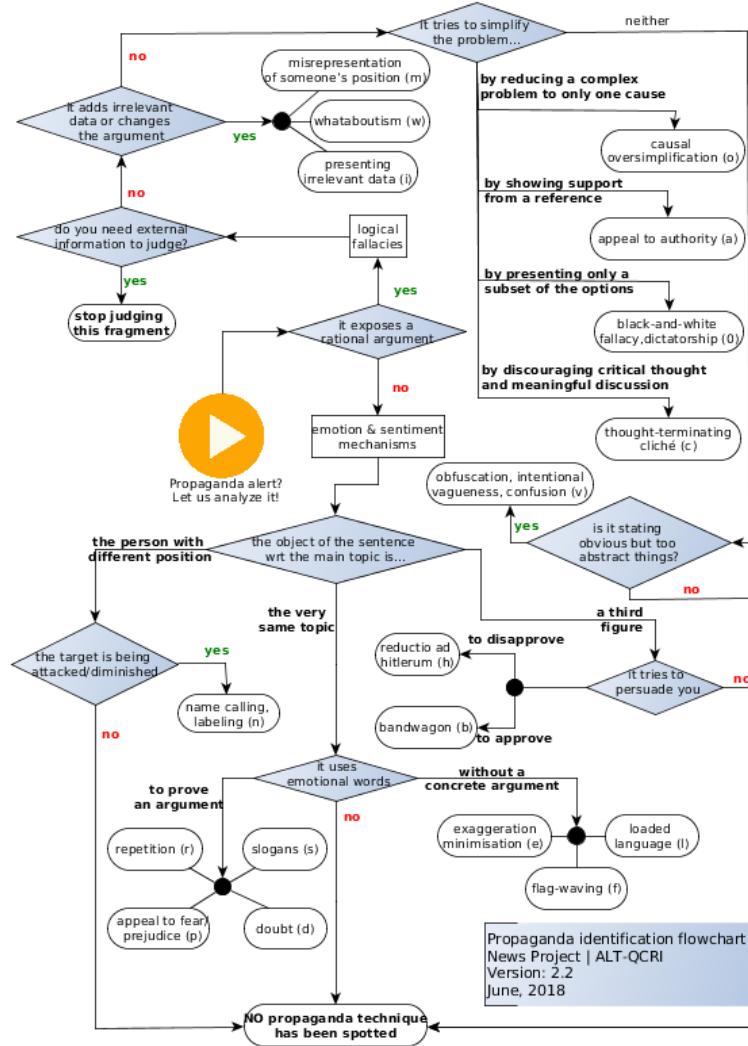 It tries to simplify
the problem...
neither
no
misrepresentation
of someone's position (m)
by reducing a complex
problem to only one cause
It adds irrelevant
data or changes
the argument
yes
whataboutism (w)
causal
oversimplification (o)
presenting
irrelevant data (i)
no
by showing support
from a reference
do you need external
information to judge?
logical
fallacies
appeal to authority (a)
yes
by presenting only a
subset of the options
yes
stop judging
this fragment
it exposes a
rational argument
black-and-white
fallacy,dictatorship (0)
no
by discouraging critical thought
and meaningful discussion
emotion & sentiment
mechanisms
thought-terminating
cliché (c)
Propaganda alert?
Let us analyze it!
obfuscation, intentional
vagueness, confusion (v)
yes
is it stating
obvious but too
abstract things?
the person with
different position
the object of the sentence
wrt the main topic is...
no
the very
same topic
a third
figure
yes
to disapprove
reductio ad
hitlerum (h)
the target is being
attacked/diminished
It tries to
persuade you
no
name calling,
labeling (n)
bandwagon (b)
to approve
no
it uses
emotional words
to prove
an argument
without a
concrete argument
no
repetition (r)
slogans (s)
exaggeration
minimisation (e)
loaded
language (l)
flag-waving (f)
appeal to fear/
prejudice (p)
doubt (d)
Propaganda identification flowchart
News Project | ALT-QCRI
Version: 2.2
June, 2018
NO propaganda technique
has been spotted